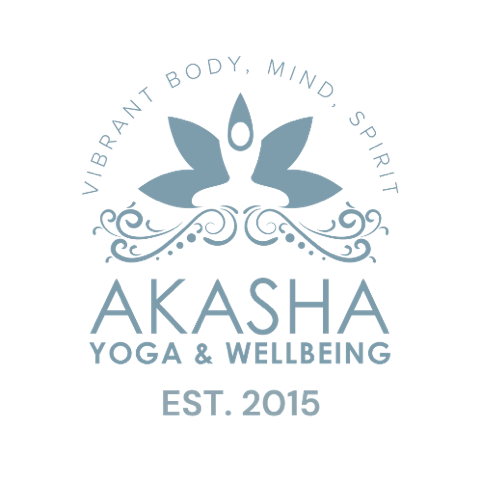 VIBRANT BODY, MIND, SPIRIT
AKASHA
YOGA & WELLBEING
EST. 2015